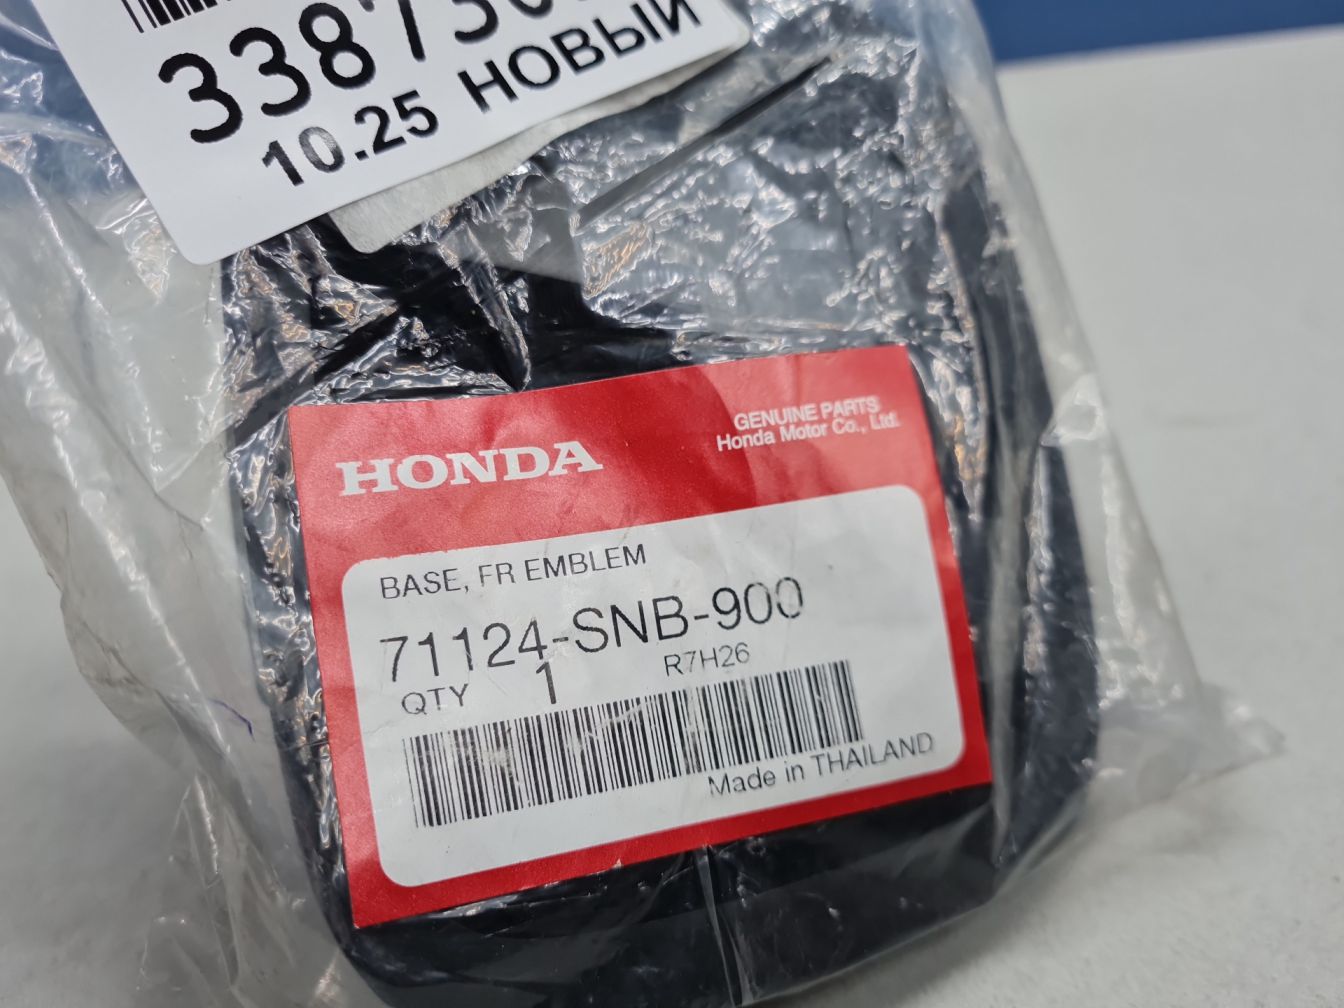 10.25 НОВЫЙ
HONDA
GENUINE PARTS
Honda Motor Co., Ltd.
BASE, FR EMBLEM
71124-SNB-900
QTY 1 R7H26
Made in THAILAND